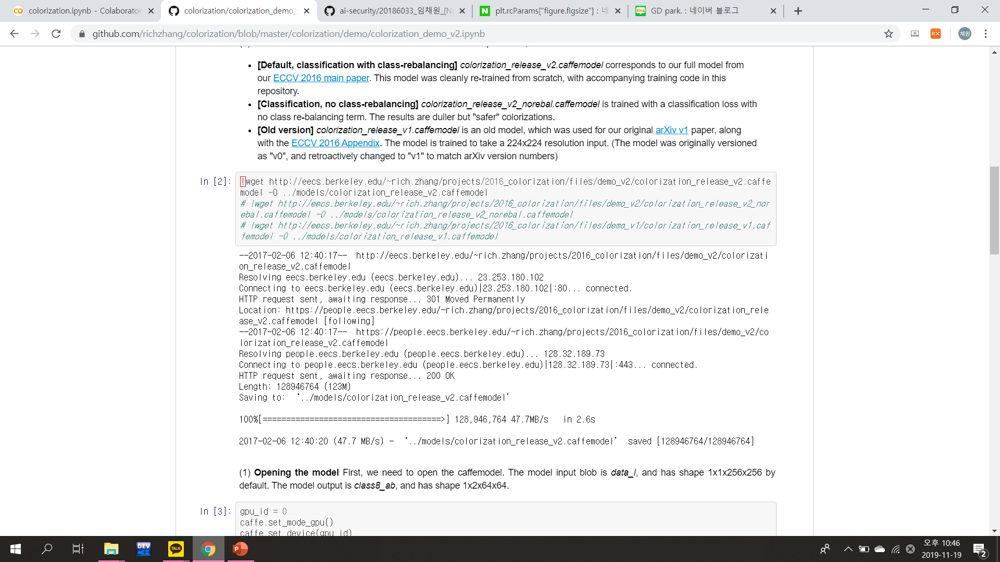 colorization.ipynb - Colaborator
colorization/colorization_demo_
ai-security/20186033_임채원_[N
plt.rcParams["figure.figsize"] : 네
GD park. : 네이버 블로그
github.com/richzhang/colorization/blob/master/colorization/demo/colorization_demo_v2.ipynb
EX
채원
[Default, classification with class-rebalancing] colorization_release_v2.caffemodel corresponds to our full model from
our ECCV 2016 main paper. This model was cleanly re-trained from scratch, with accompanying training code in this
repository.
[Classification, no class-rebalancing] colorization_release_v2_norebal.caffemodel is trained with a classification loss with
no class re-balancing term. The results are duller but "safer" colorizations.
[Old version] colorization_release_v1.caffemodel is an old model, which was used for our original arXiv v1 paper, along
with the ECCV 2016 Appendix. The model is trained to take a 224x224 resolution input. (The model was originally versioned
as "v0", and retroactively changed to "v1" to match arXiv version numbers)
In [2]:
!wget http://eecs.berkeley.edu/~rich.zhang/projects/2016_colorization/files/demo_v2/colorization_release_v2.caffe
model -O ../models/colorization_release_v2.caffemodel
# !wget http://eecs.berkeley.edu/~rich.zhang/projects/2016_colorization/files/demo_v2/colorization_release_v2_nor
ebal.caffemodel -O ../models/colorization_release_v2_norebal.caffemodel
# !wget http://eecs.berkeley.edu/~rich.zhang/projects/2016_colorization/files/demo_v1/colorization_release_v1.caf
femodel -O ../models/colorization_release_v1.caffemodel
--2017-02-06 12:40:17--  http://eecs.berkeley.edu/~rich.zhang/projects/2016_colorization/files/demo_v2/colorizati
on_release_v2.caffemodel
Resolving eecs.berkeley.edu (eecs.berkeley.edu)... 23.253.180.102
Connecting to eecs.berkeley.edu (eecs.berkeley.edu)|23.253.180.102|:80... connected.
HTTP request sent, awaiting response... 301 Moved Permanently
Location: https://people.eecs.berkeley.edu/~rich.zhang/projects/2016_colorization/files/demo_v2/colorization_rele
ase_v2.caffemodel [following]
--2017-02-06 12:40:17--  https://people.eecs.berkeley.edu/~rich.zhang/projects/2016_colorization/files/demo_v2/co
lorization_release_v2.caffemodel
Resolving people.eecs.berkeley.edu (people.eecs.berkeley.edu)... 128.32.189.73
Connecting to people.eecs.berkeley.edu (people.eecs.berkeley.edu)|128.32.189.73|:443... connected.
HTTP request sent, awaiting response... 200 OK
Length: 128946764 (123M)
Saving to: ‘../models/colorization_release_v2.caffemodel’
100%[======================================>] 128,946,764 47.7MB/s   in 2.6s
2017-02-06 12:40:20 (47.7 MB/s) - ‘../models/colorization_release_v2.caffemodel’ saved [128946764/128946764]
(1) Opening the model First, we need to open the caffemodel. The model input blob is data_l, and has shape 1x1x256x256 by
default. The model output is class8_ab, and has shape 1x2x64x64.
In [3]:
gpu_id = 0
caffe.set_mode_gpu()
caffe.set_device(gpu_id)
DEV C++
TALK
P
오후 10:46
2019-11-19
2